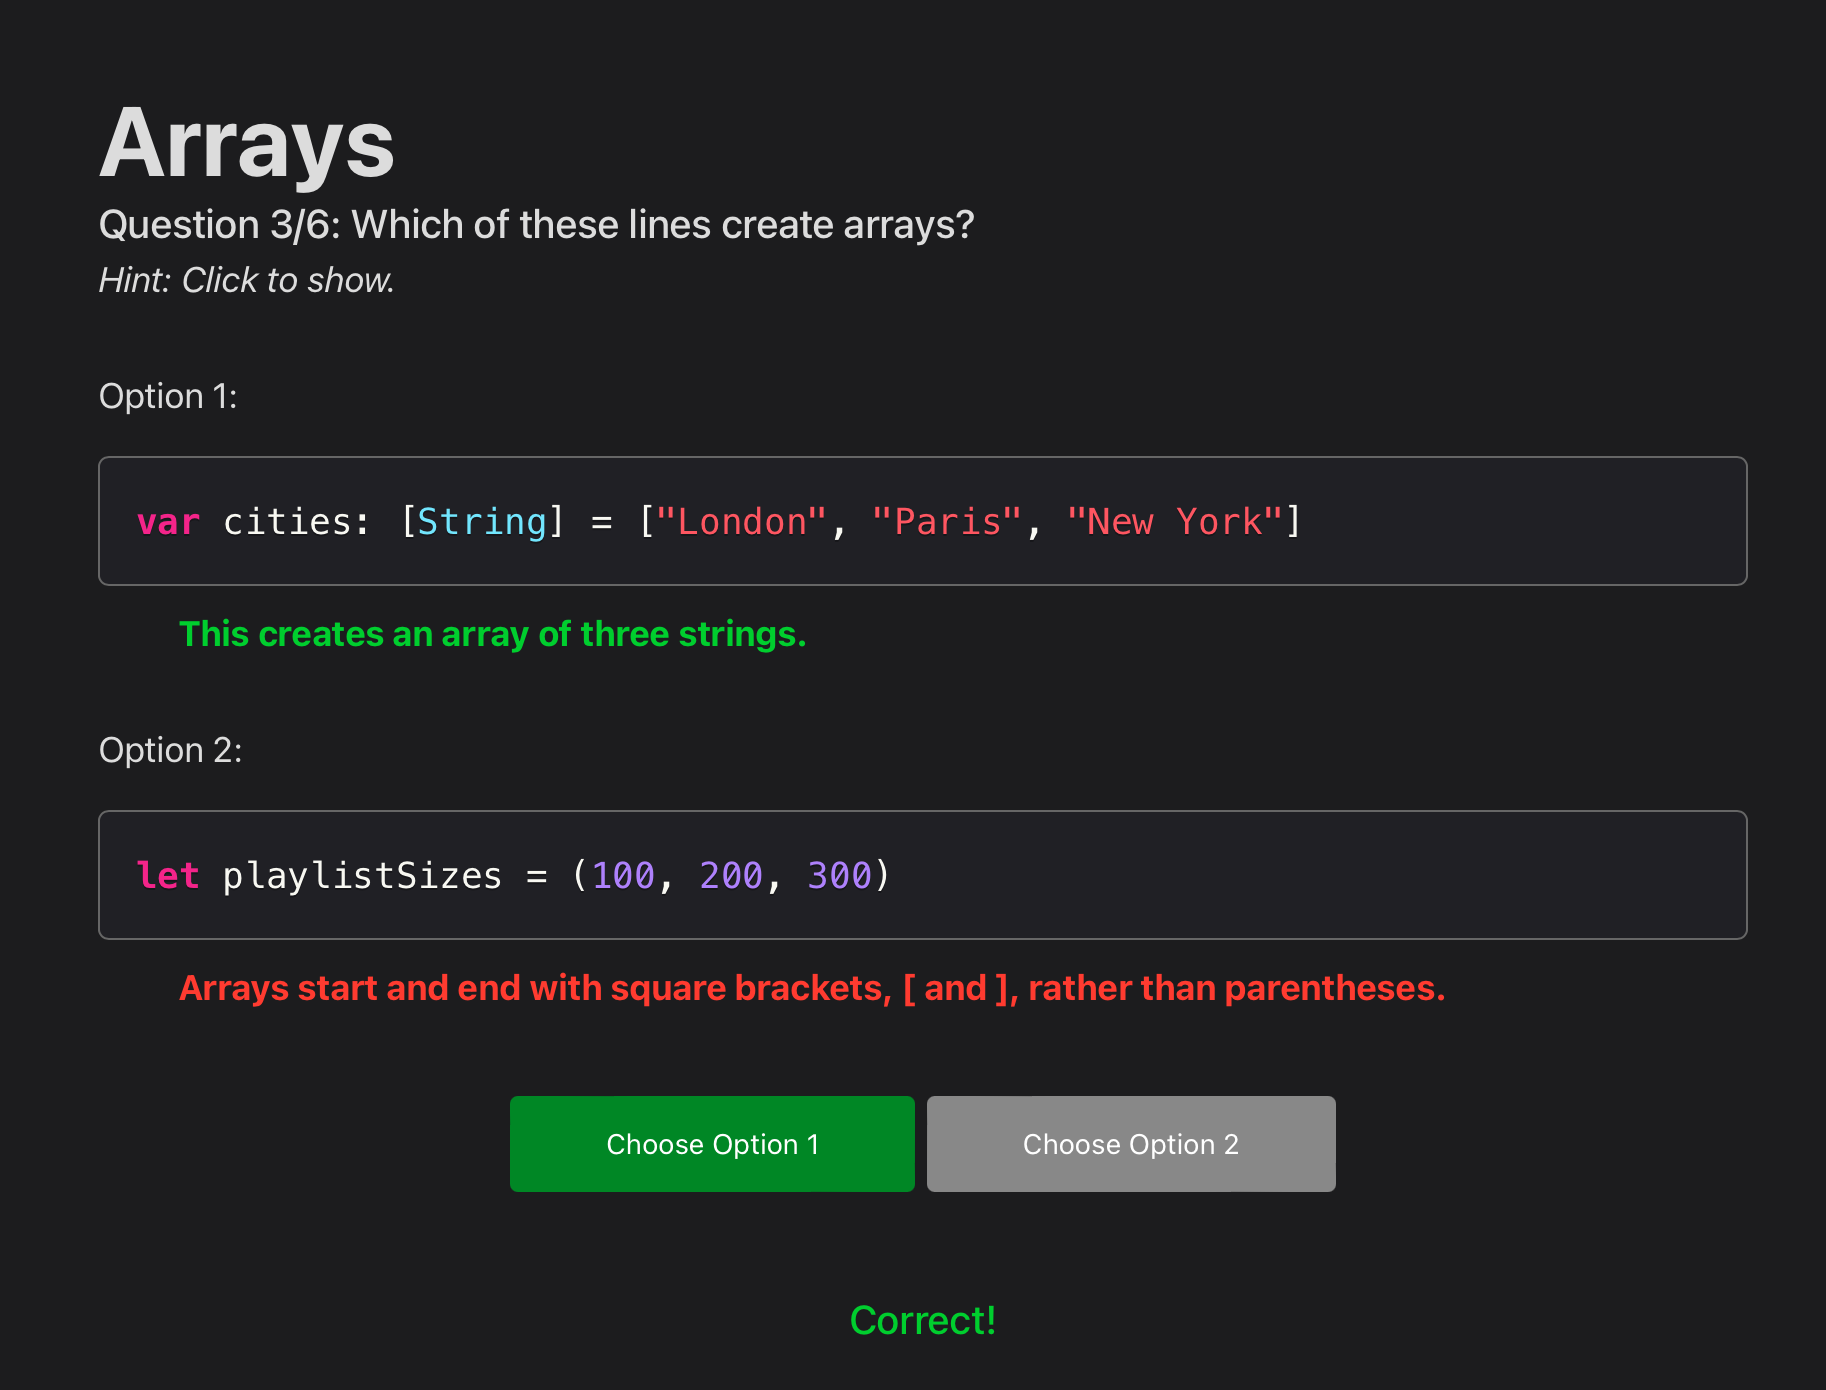 Arrays
Question 3/6: Which of these lines create arrays?
Hint: Click to show.
Option 1:
var cities: [String] = ["London", "Paris", "New York"]
This creates an array of three strings.
Option 2:
let playlistSizes = (100, 200, 300)
Arrays start and end with square brackets, [ and ], rather than parentheses.
Choose Option 1
Choose Option 2
Correct!